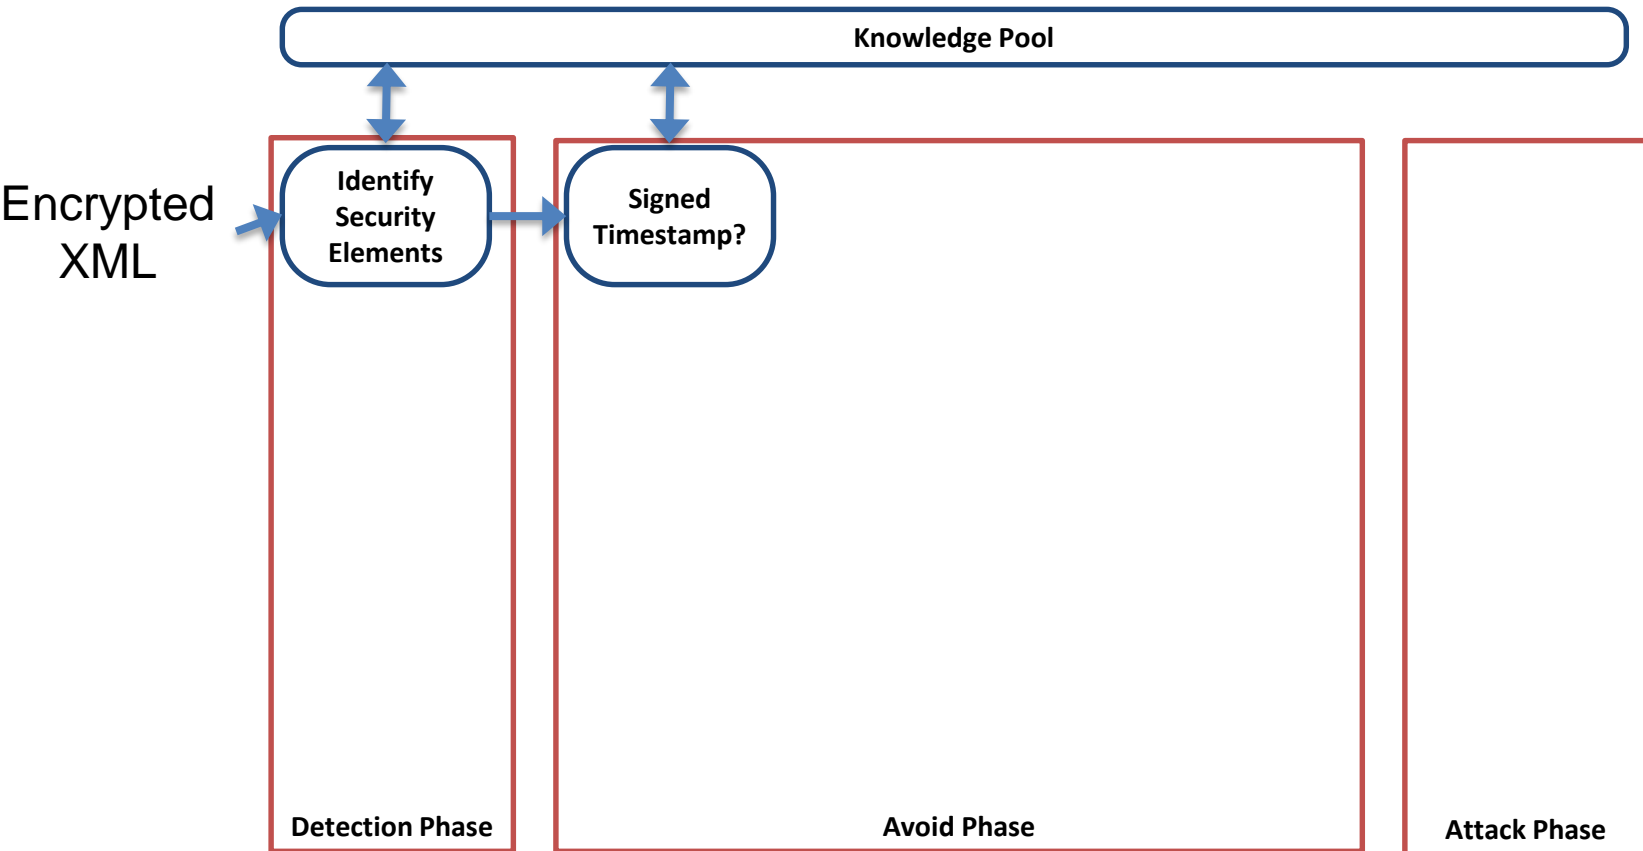 Knowledge Pool
Encrypted
XML
Identify
Security
Elements
Signed
Timestamp?
Detection Phase
Avoid Phase
Attack Phase